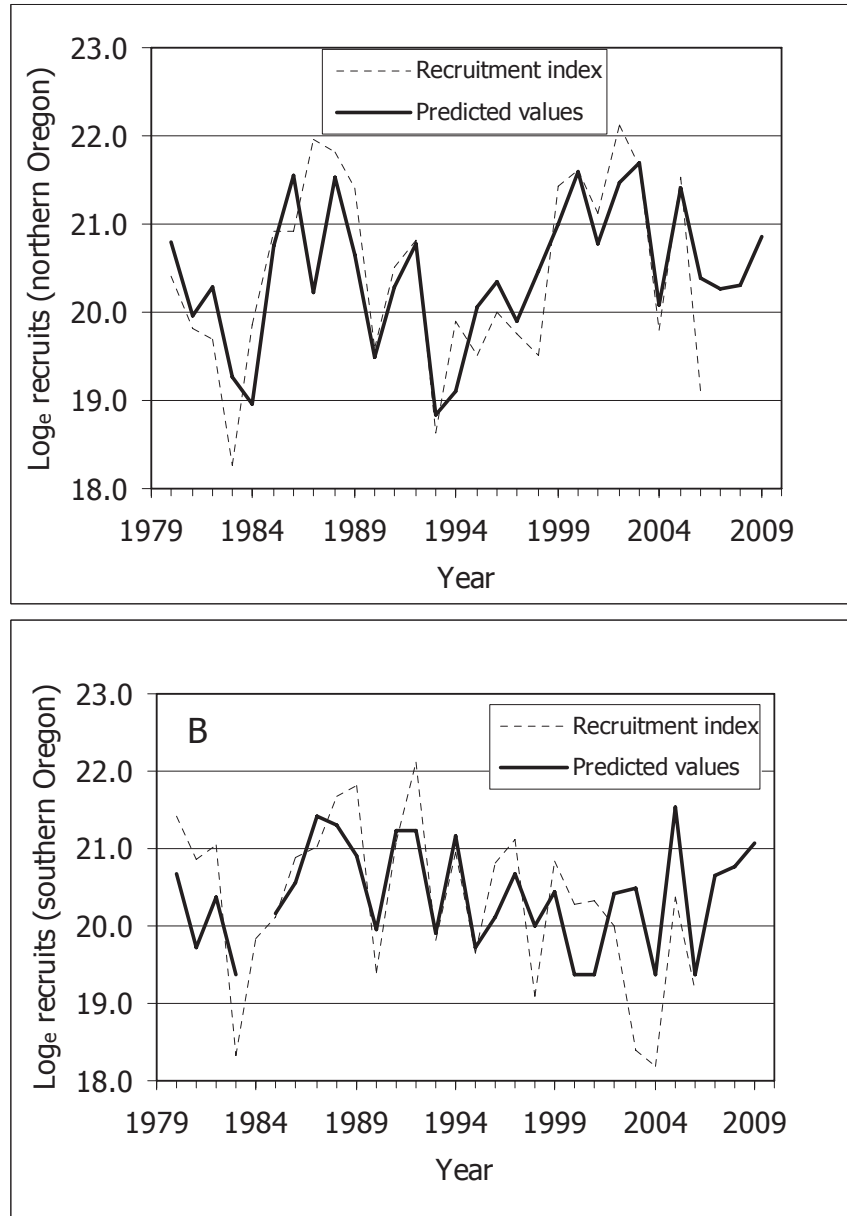 23.0
22.0
21.0
20.0
19.0
18.0
Logₑ recruits (northern Oregon)
Recruitment index
Predicted values
1979 1984 1989 1994 1999 2004 2009
Year
23.0
22.0
21.0
20.0
19.0
18.0
Logₑ recruits (southern Oregon)
B
Recruitment index
Predicted values
1979 1984 1989 1994 1999 2004 2009
Year